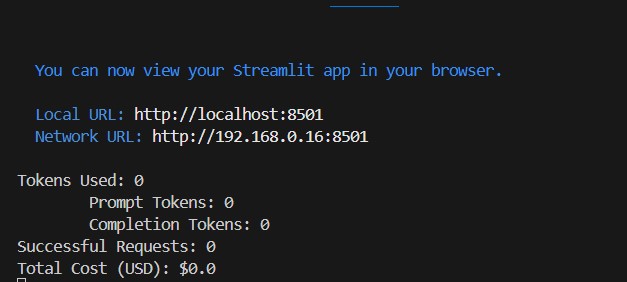 You can now view your Streamlit app in your browser.
Local URL: http://localhost:8501
Network URL: http://192.168.0.16:8501
Tokens Used: 0
Prompt Tokens: 0
Completion Tokens: 0
Successful Requests: 0
Total Cost (USD): $0.0